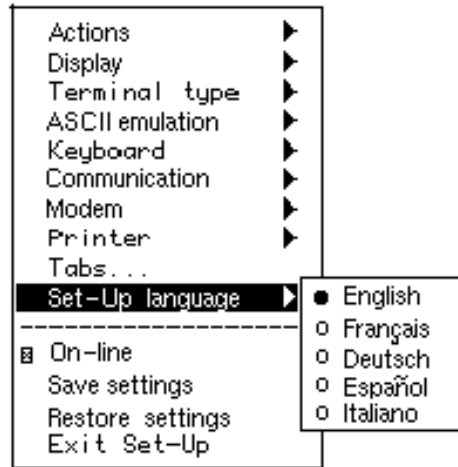 Actions
Display
Terminal type
ASCII emulation
Keyboard
Communication
Modem
Printer
Tabs...
Set-Up language
On-line
Save settings
Restore settings
Exit Set-Up
English
Français
Deutsch
Español
Italiano